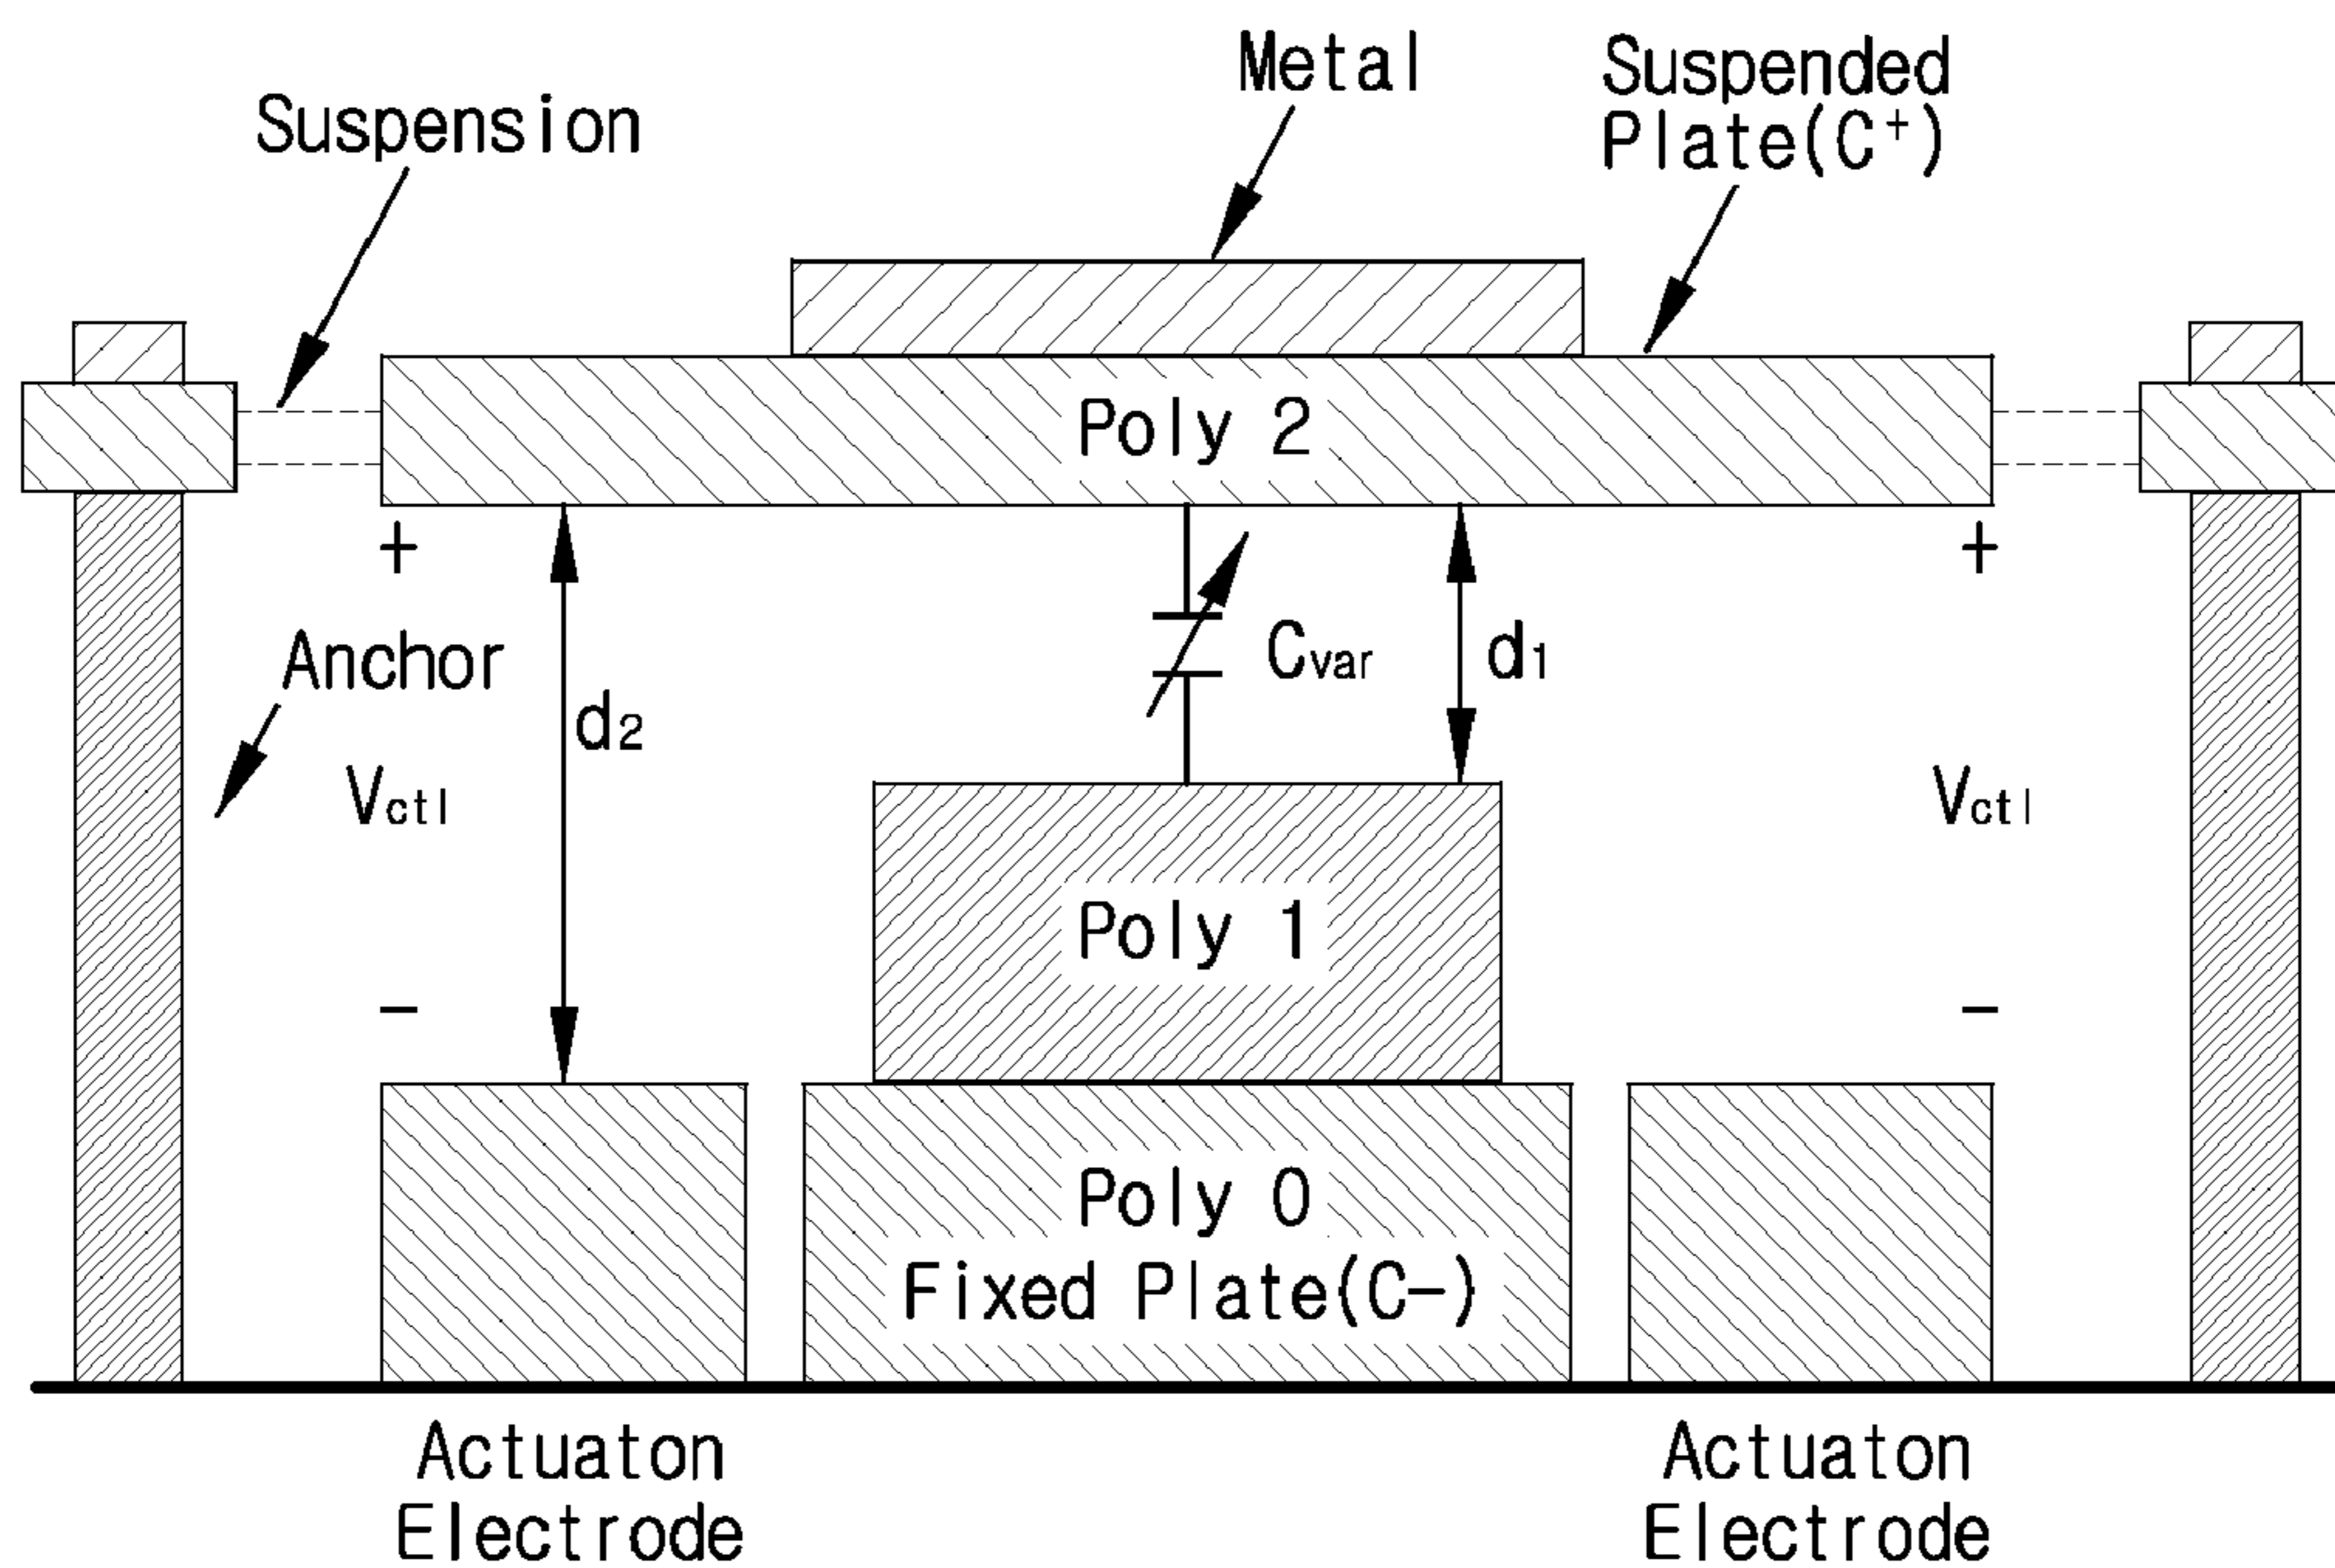 Metal
Suspended
Plate(C+)
Suspension
Poly 2
+
+
Anchor
Cvar
d1
d2
Vctl
Vctl
Poly 1
-
-
Poly 0
Fixed Plate(C-)
Actuaton
Electrode
Actuaton
Electrode